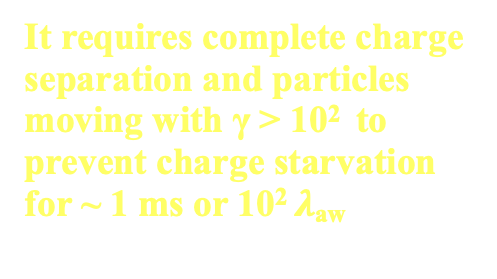 It requires complete charge
separation and particles
moving with γ > 10² to
prevent charge starvation
for ~ 1 ms or 10² λaw